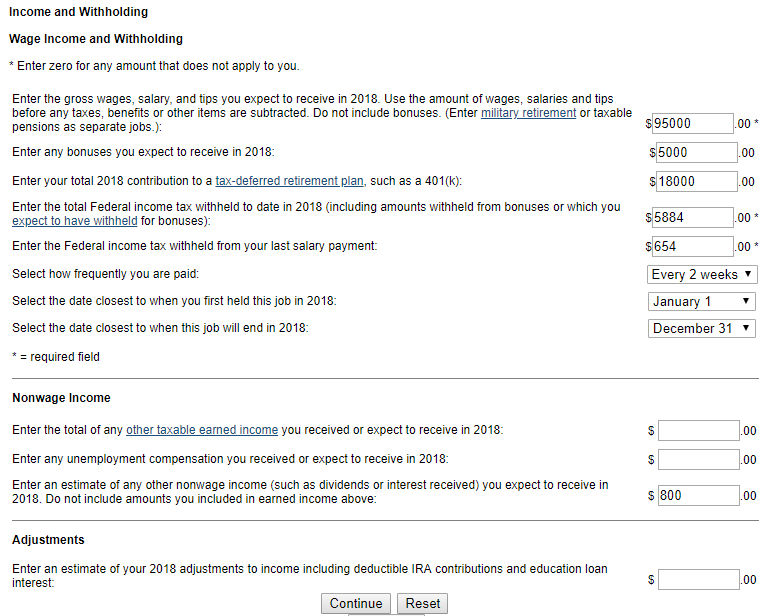 Income and Withholding
Wage Income and Withholding
* Enter zero for any amount that does not apply to you.
Enter the gross wages, salary, and tips you expect to receive in 2018. Use the amount of wages, salaries and tips
before any taxes, benefits or other items are subtracted. Do not include bonuses. (Enter military retirement or taxable
pensions as separate jobs.):
$95000.00 *
Enter any bonuses you expect to receive in 2018:
$5000.00
Enter your total 2018 contribution to a tax-deferred retirement plan, such as a 401(k):
$18000.00
Enter the total Federal income tax withheld to date in 2018 (including amounts withheld from bonuses or which you
expect to have withheld for bonuses):
$5884.00 *
Enter the Federal income tax withheld from your last salary payment:
$654.00 *
Select how frequently you are paid:
Every 2 weeks
Select the date closest to when you first held this job in 2018:
January 1
Select the date closest to when this job will end in 2018:
December 31
* = required field
Nonwage Income
Enter the total of any other taxable earned income you received or expect to receive in 2018:
$ .00
Enter any unemployment compensation you received or expect to receive in 2018:
$ .00
Enter an estimate of any other nonwage income (such as dividends or interest received) you expect to receive in
2018. Do not include amounts you included in earned income above:
$800.00
Adjustments
Enter an estimate of your 2018 adjustments to income including deductible IRA contributions and education loan
interest:
$ .00
Continue Reset